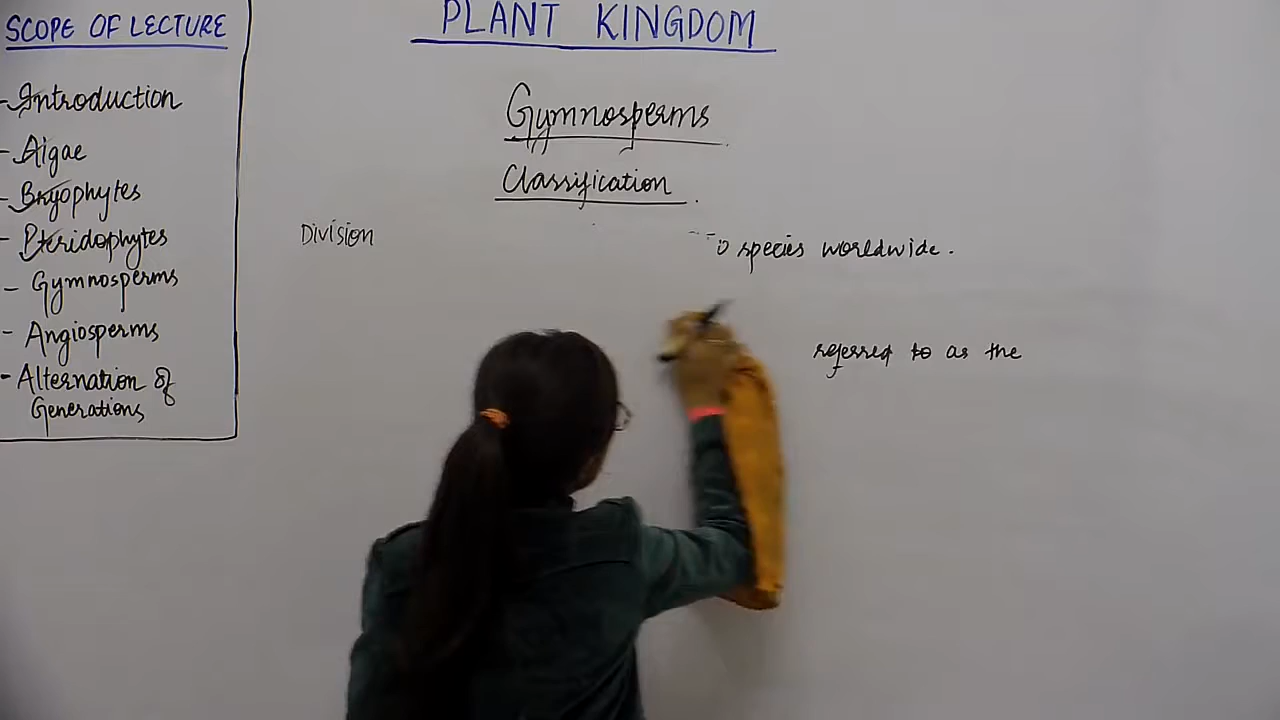 SCOPE OF LECTURE
- Introduction
- Algae
- Bryophytes
- Pteridophytes
- Gymnosperms
- Angiosperms
- Alternation of
Generations
PLANT KINGDOM
Gymnosperms
Classification
Division
species worldwide.
referred to as the